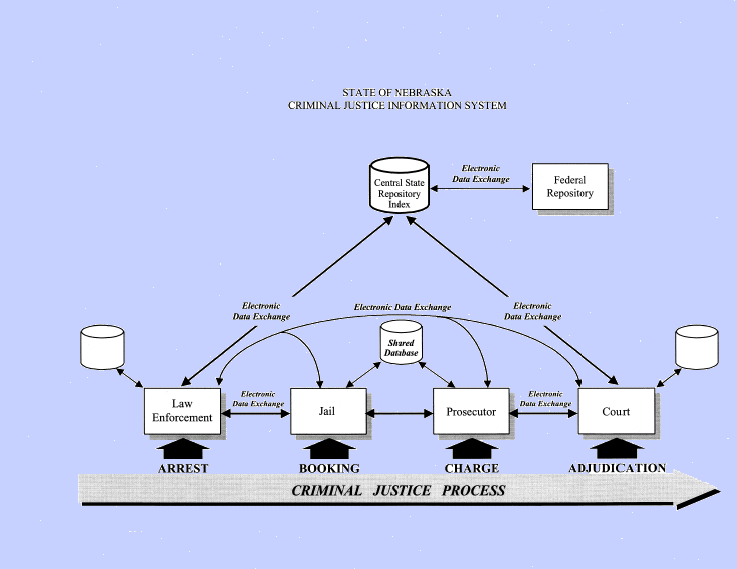 STATE OF NEBRASKA
CRIMINAL JUSTICE INFORMATION SYSTEM
Electronic
Data Exchange
Central State
Repository
Index
Federal
Repository
Electronic
Data Exchange
Electronic Data Exchange
Electronic
Data Exchange
Shared
Database
Law
Enforcement
Electronic
Data Exchange
Jail
Prosecutor
Electronic
Data Exchange
Court
ARREST
BOOKING
CHARGE
ADJUDICATION
CRIMINAL JUSTICE PROCESS